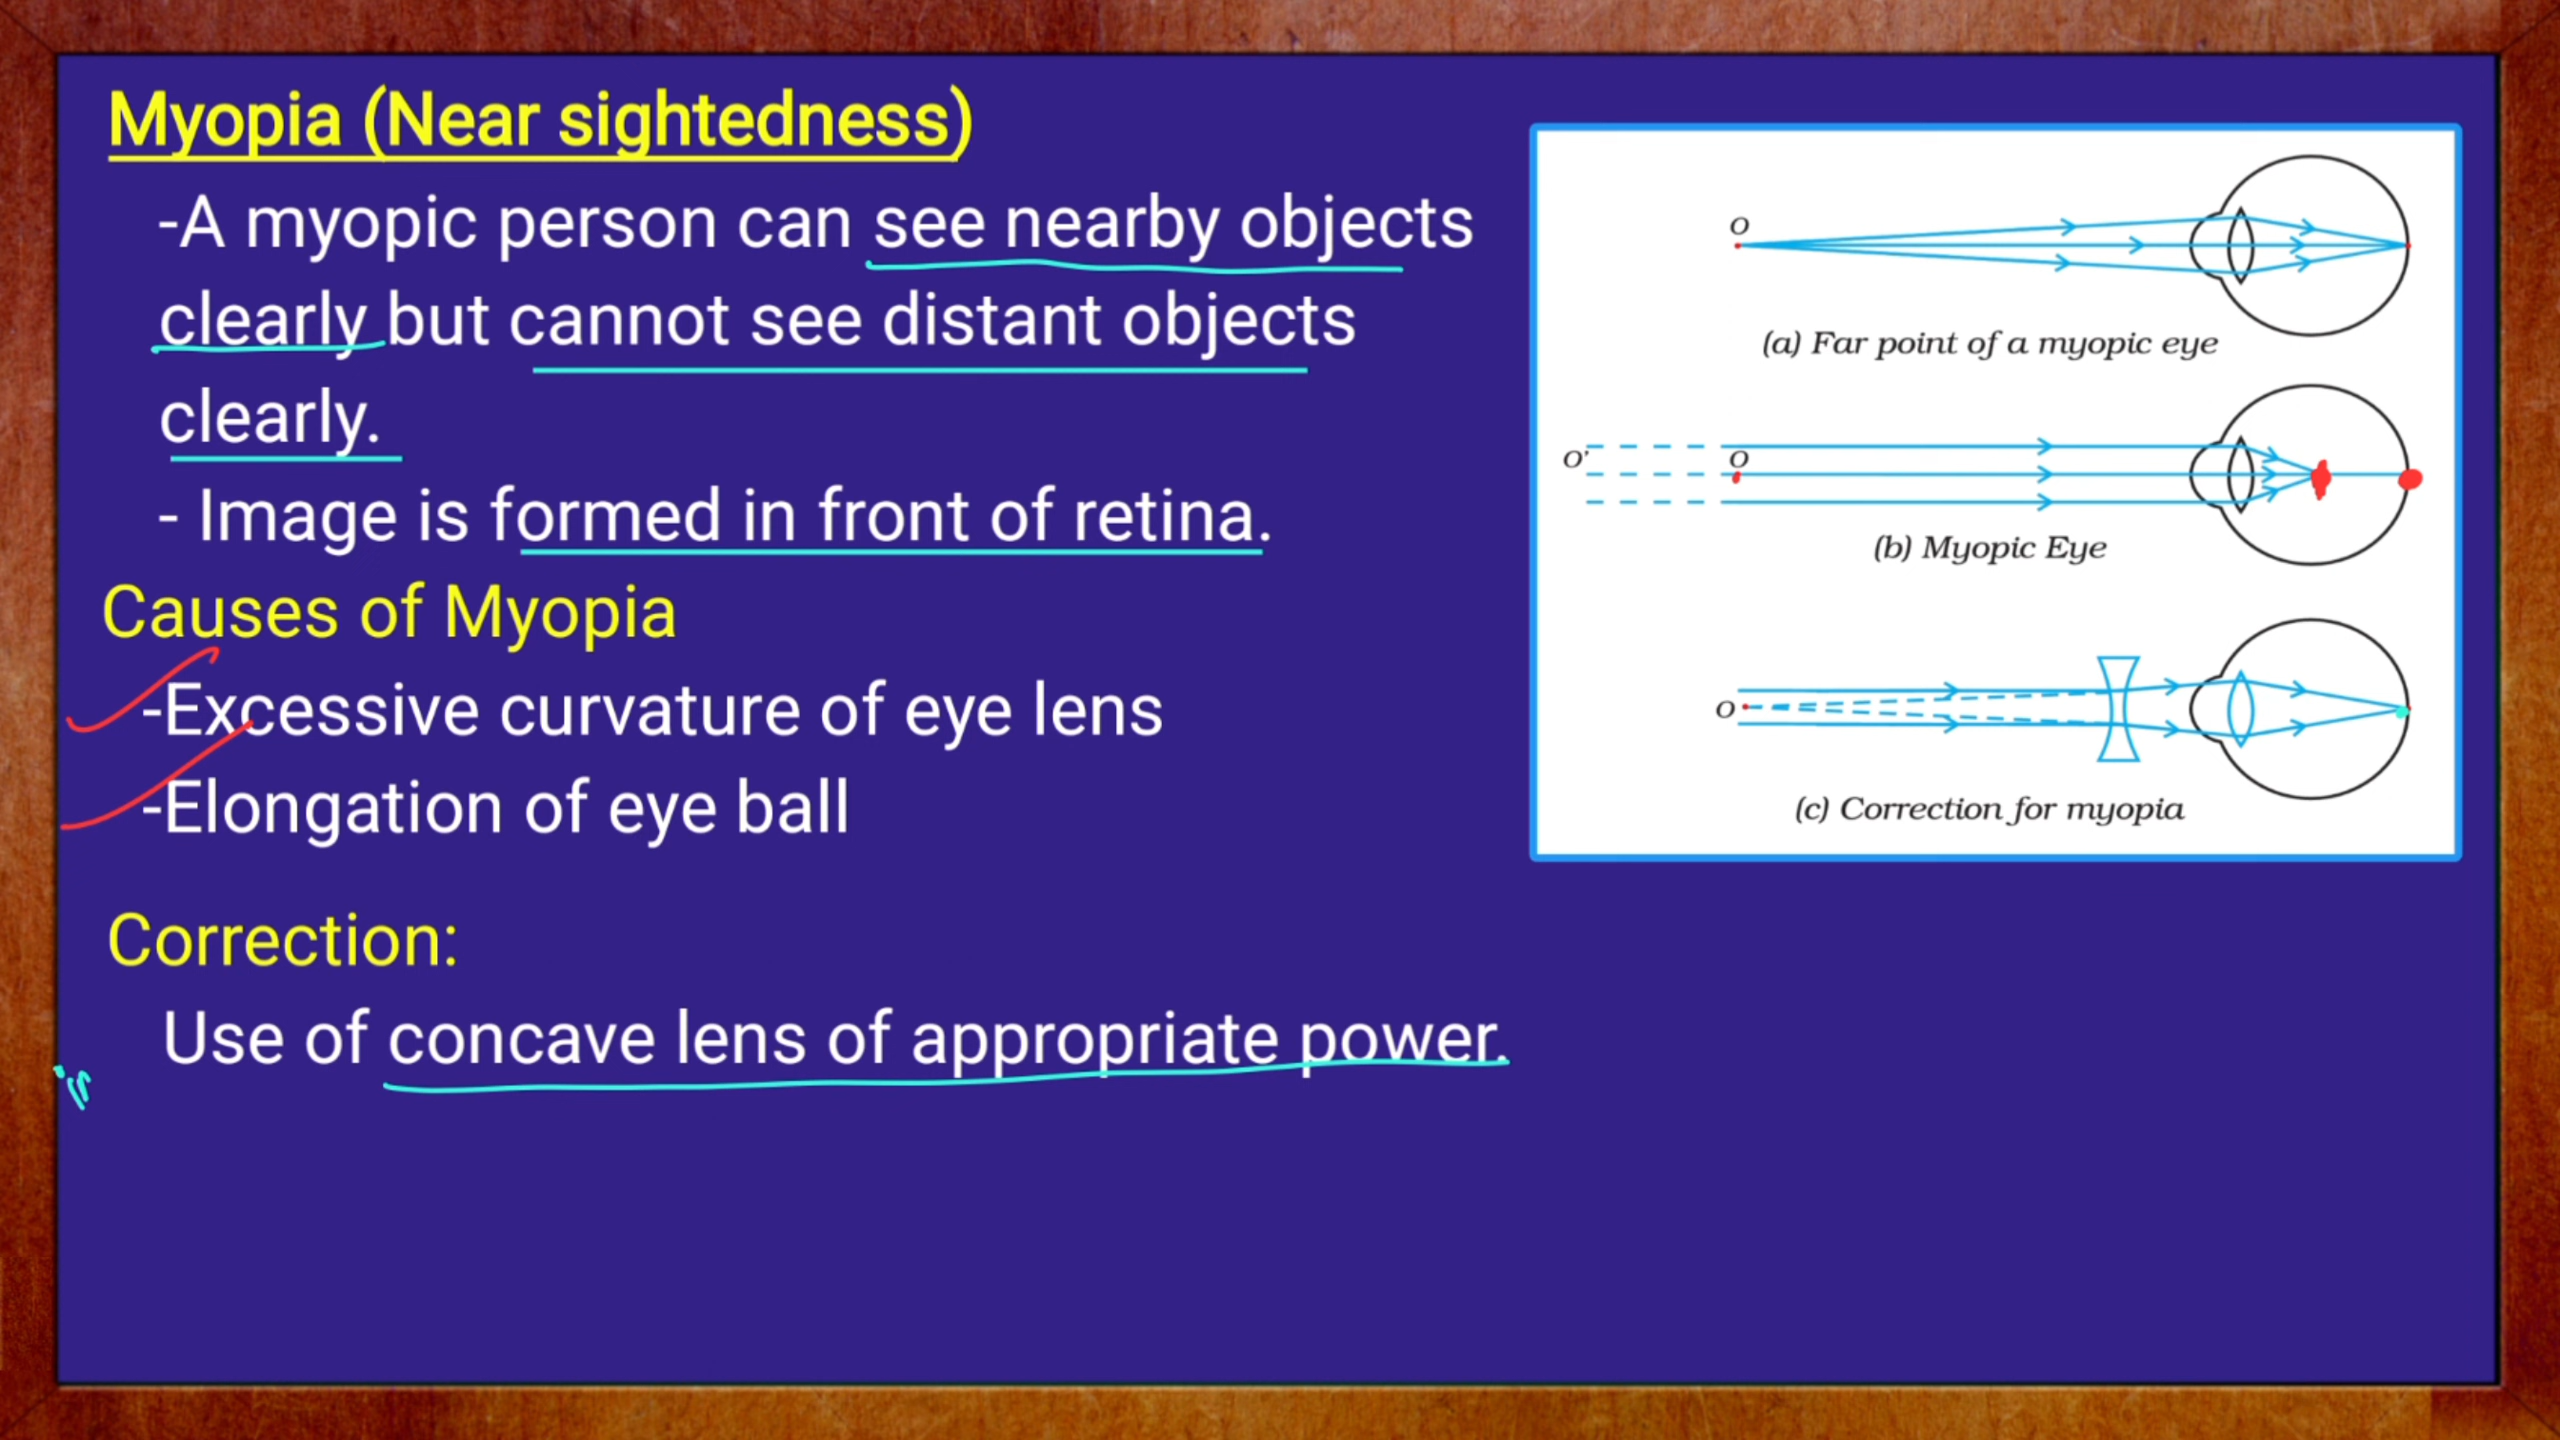 Myopia (Near sightedness)
-A myopic person can see nearby objects
clearly but cannot see distant objects
clearly.
- Image is formed in front of retina.
Causes of Myopia
-Excessive curvature of eye lens
-Elongation of eye ball
Correction:
Use of concave lens of appropriate power.
O
(a) Far point of a myopic eye
O' O
(b) Myopic Eye
O
(c) Correction for myopia